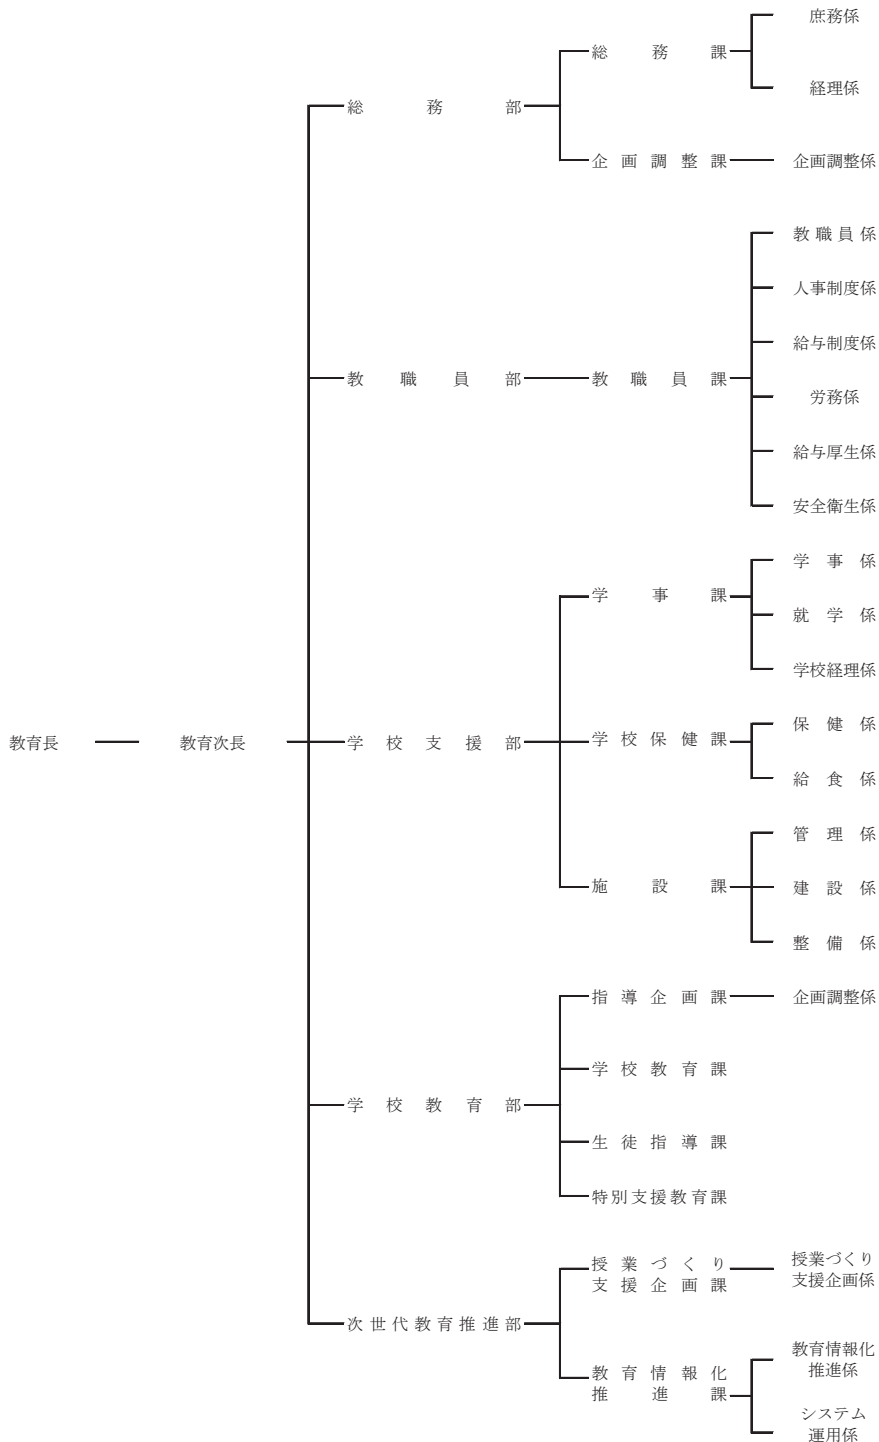 教育長
教育次長
総務部
総務課
庶務係
経理係
企画調整課
企画調整係
教職員部
教職員課
教職員係
人事制度係
給与制度係
労務係
給与厚生係
安全衛生係
学校支援部
学事課
学事係
就学係
学校経理係
学校保健課
保健係
給食係
施設課
管理係
建設係
整備係
学校教育部
指導企画課
企画調整係
学校教育課
生徒指導課
特別支援教育課
次世代教育推進部
授業づくり
支援企画課
授業づくり
支援企画係
教育情報化
推進課
教育情報化
推進係
システム
運用係